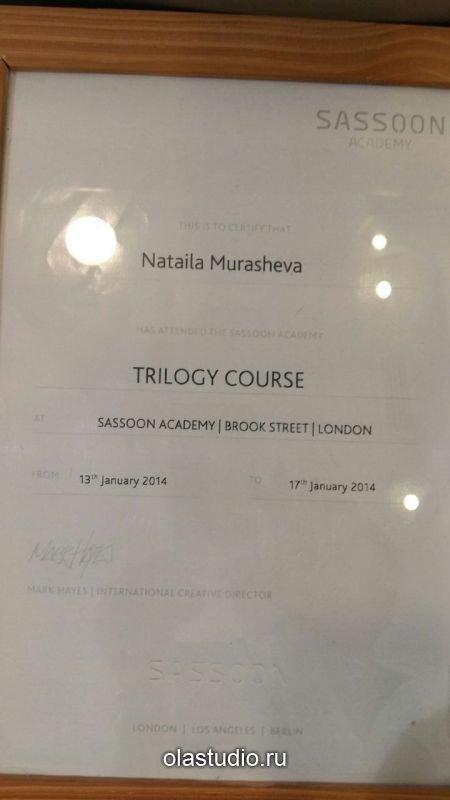 SASSOON
ACADEMY
THIS IS TO CERTIFY THAT
Nataila Murasheva
HAS ATTENDED THE SASSOON ACADEMY
TRILOGY COURSE
AT SASSOON ACADEMY | BROOK STREET | LONDON
FROM 13th January 2014 TO 17th January 2014
MARK HAYES | INTERNATIONAL CREATIVE DIRECTOR
SASSOON
LONDON | LOS ANGELES | BERLIN
olastudio.ru